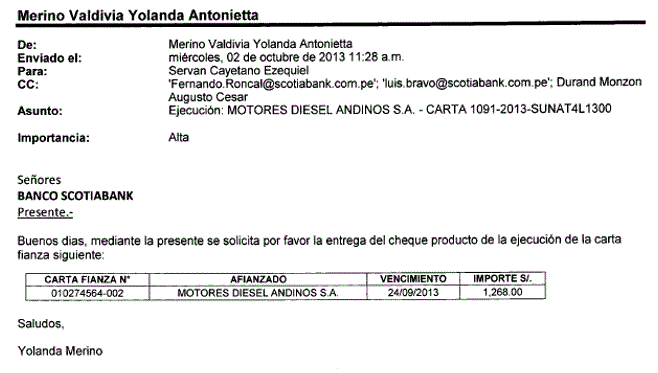 Merino Valdivia Yolanda Antonietta
De: Merino Valdivia Yolanda Antonietta
Enviado el: miércoles, 02 de octubre de 2013 11:28 a.m.
Para: Servan Cayetano Ezequiel
CC: 'Fernando.Roncal@scotiabank.com.pe'; 'luis.bravo@scotiabank.com.pe'; Durand Monzon
Augusto Cesar
Asunto: Ejecución: MOTORES DIESEL ANDINOS S.A. - CARTA 1091-2013-SUNAT4L1300
Importancia: Alta
Señores
BANCO SCOTIABANK
Presente.-
Buenos dias, mediante la presente se solicita por favor la entrega del cheque producto de la ejecución de la carta
fianza siguiente:
CARTA FIANZA N° AFIANZADO VENCIMIENTO IMPORTE S/.
010274564-002 MOTORES DIESEL ANDINOS S.A. 24/09/2013 1,268.00
Saludos,
Yolanda Merino